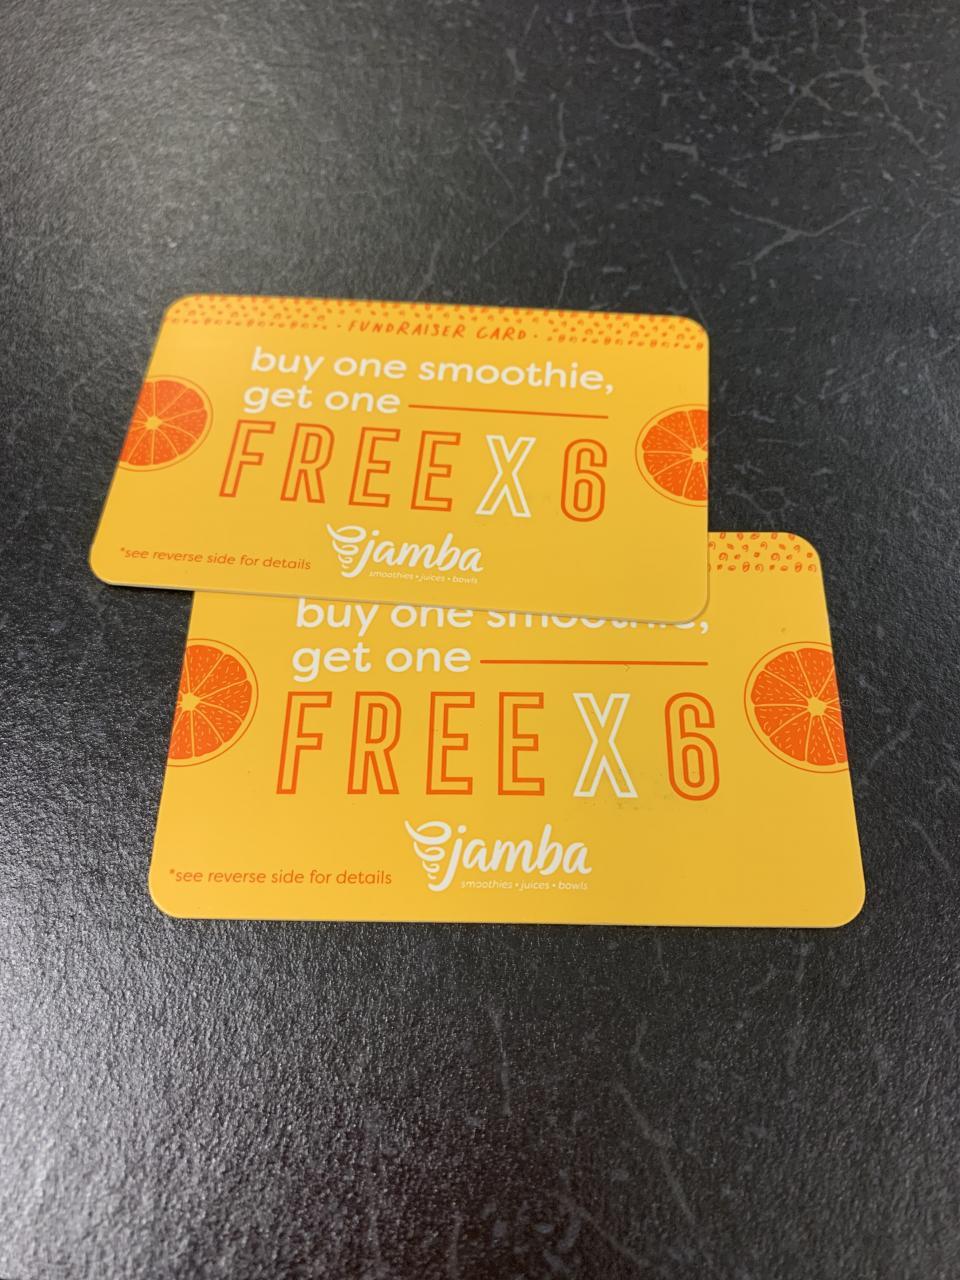 • FUNDRAISER CARD •
buy one smoothie,
get one
FREE X 6
jamba
smoothies • juices • bowls
*see reverse side for details
buy one smoothie,
get one
FREE X 6
jamba
smoothies • juices • bowls
*see reverse side for details